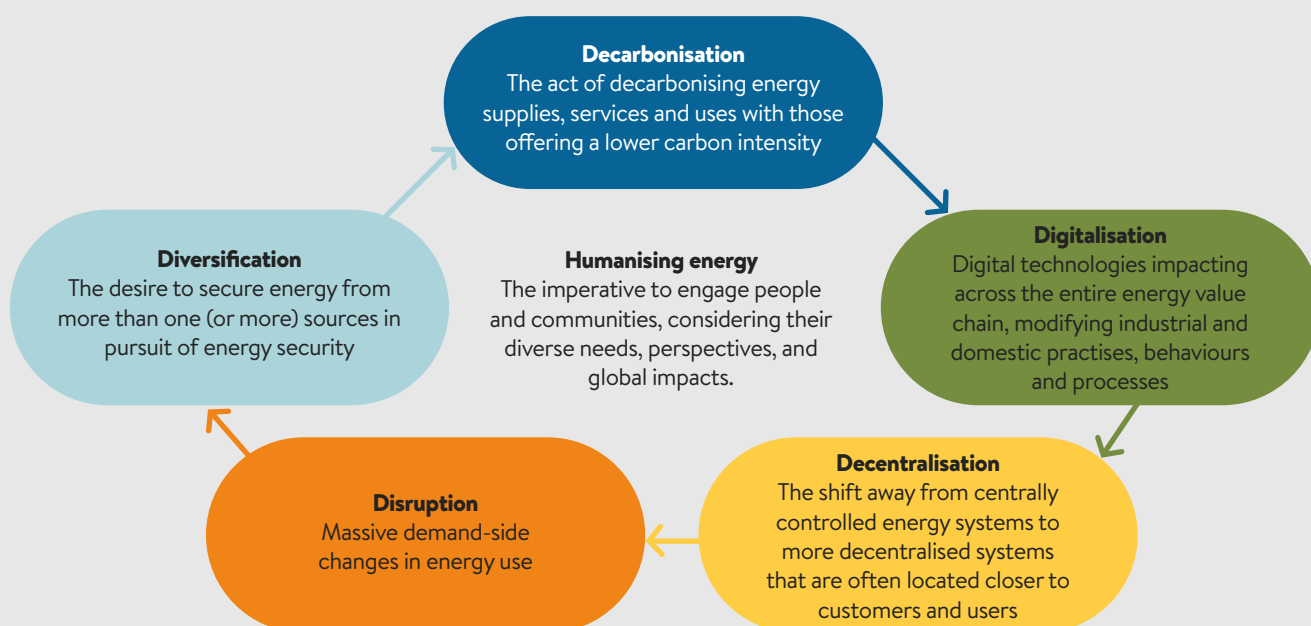 Decarbonisation
The act of decarbonising energy
supplies, services and uses with those
offering a lower carbon intensity
Digitalisation
Digital technologies impacting
across the entire energy value
chain, modifying industrial and
domestic practises, behaviours
and processes
Decentralisation
The shift away from centrally
controlled energy systems to
more decentralised systems
that are often located closer to
customers and users
Disruption
Massive demand-side
changes in energy use
Diversification
The desire to secure energy from
more than one (or more) sources in
pursuit of energy security
Humanising energy
The imperative to engage people
and communities, considering their
diverse needs, perspectives, and
global impacts.